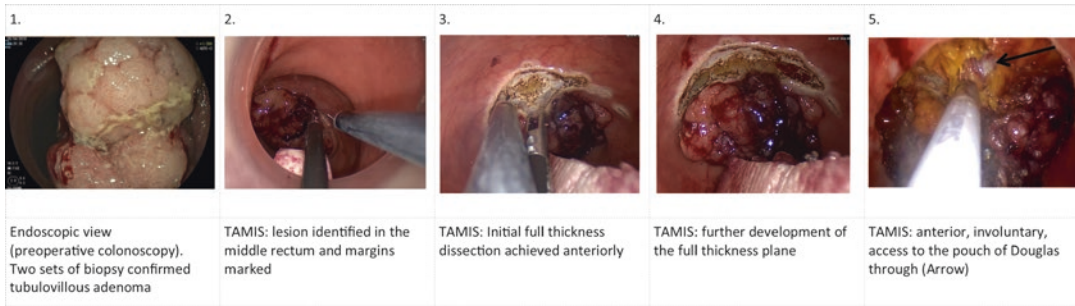 1.
2.
3.
4.
5.
Endoscopic view
(preoperative colonoscopy).
Two sets of biopsy confirmed
tubulovillous adenoma
TAMIS: lesion identified in the
middle rectum and margins
marked
TAMIS: Initial full thickness
dissection achieved anteriorly
TAMIS: further development of
the full thickness plane
TAMIS: anterior, involuntary,
access to the pouch of Douglas
through (Arrow)